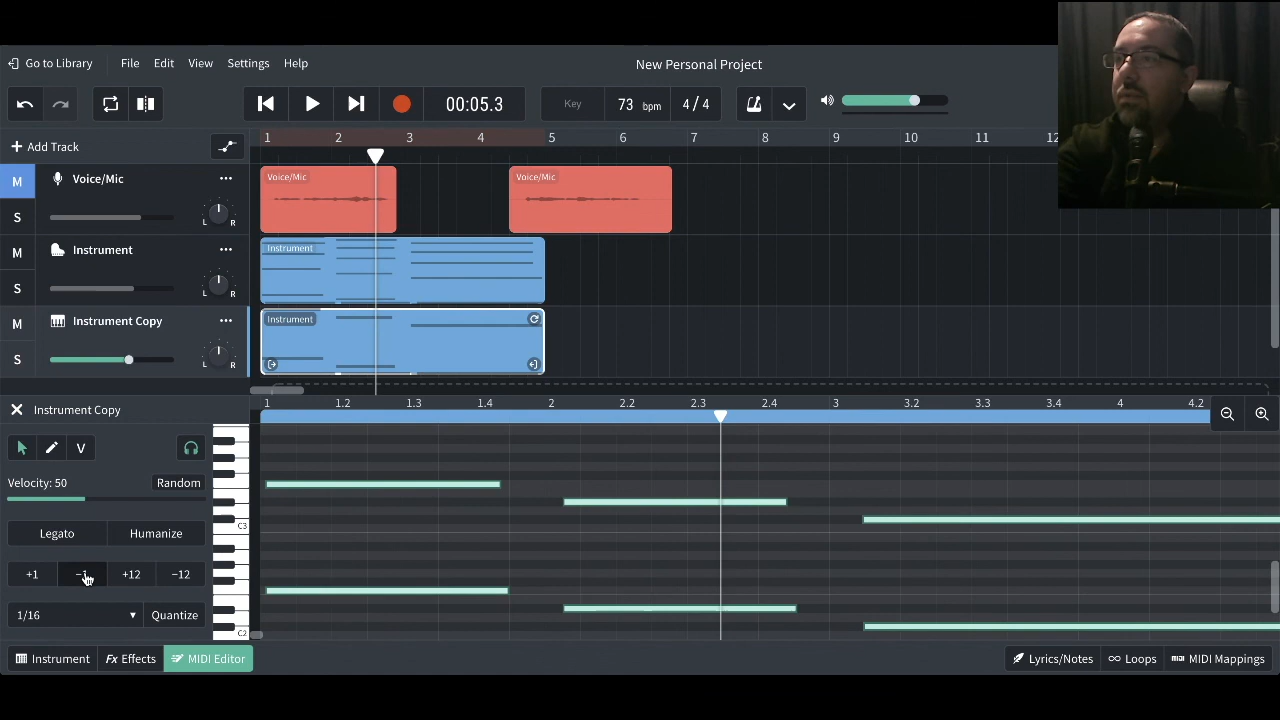 Go to Library File Edit View Settings Help New Personal Project
00:05.3 Key 73 bpm 4 / 4
+ Add Track 1 2 3 4 5 6 7 8 9 10 11 12
M Voice/Mic ... Voice/Mic Voice/Mic
S L R
M Instrument ... Instrument
S L R
M Instrument Copy ... Instrument
S L R
Instrument Copy 1 1.2 1.3 1.4 2 2.2 2.3 2.4 3 3.2 3.3 3.4 4 4.2
V
Velocity: 50 Random
C3
Legato Humanize
+1 −1 +12 −12
1/16 Quantize
C2
Instrument Fx Effects MIDI Editor Lyrics/Notes Loops MIDI Mappings